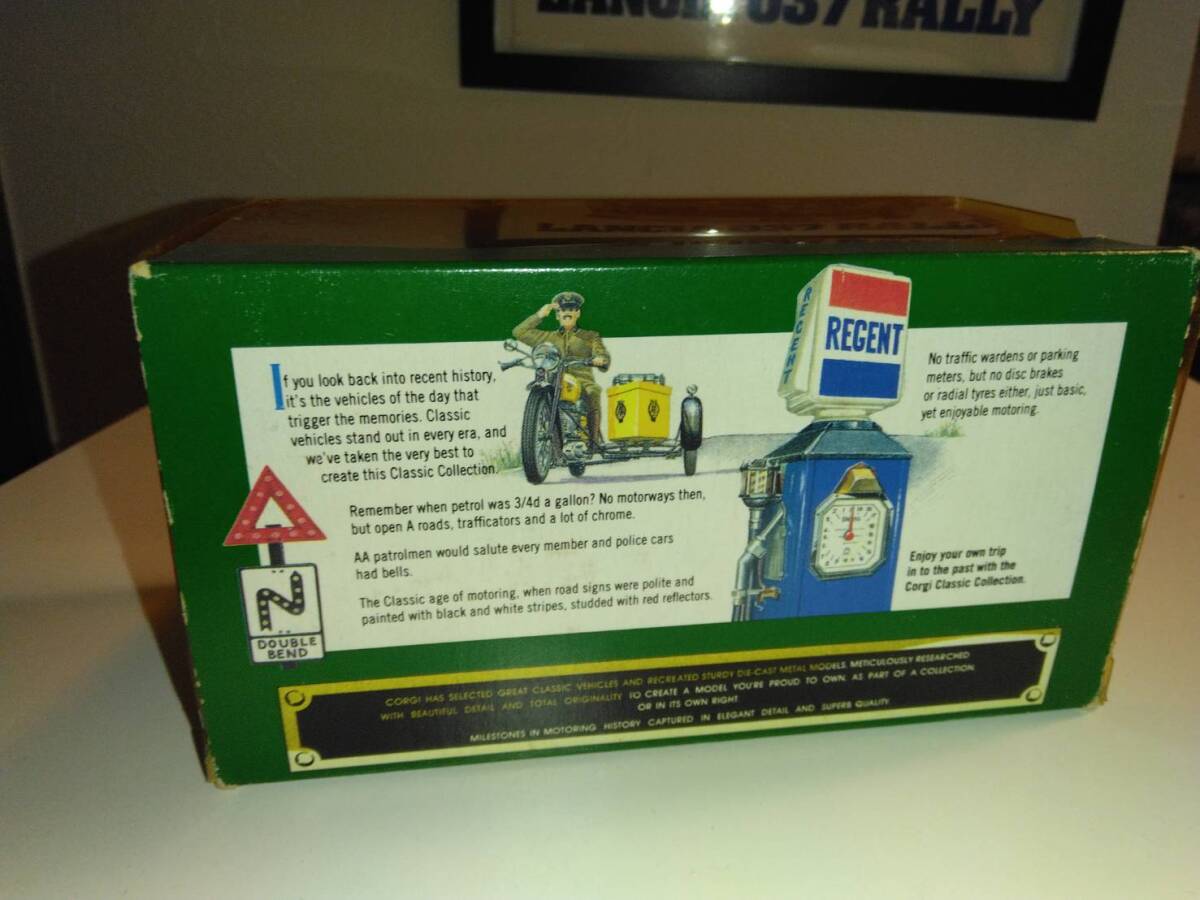 RALLY
If you look back into recent history,
it's the vehicles of the day that
trigger the memories. Classic
vehicles stand out in every era, and
we've taken the very best to
create this Classic Collection.
Remember when petrol was 3/4d a gallon? No motorways then,
but open A roads, trafficators and a lot of chrome.
AA patrolmen would salute every member and police cars
had bells.
The Classic age of motoring, when road signs were polite and
painted with black and white stripes, studded with red reflectors.
DOUBLE
BEND
REGENT
REGENT
No traffic wardens or parking
meters, but no disc brakes
or radial tyres either, just basic,
yet enjoyable motoring.
Enjoy your own trip
in to the past with the
Corgi Classic Collection.
CORGI HAS SELECTED GREAT CLASSIC VEHICLES AND RECREATED STURDY DIE-CAST METAL MODELS. METICULOUSLY RESEARCHED
WITH BEAUTIFUL DETAIL AND TOTAL ORIGINALITY TO CREATE A MODEL YOU'RE PROUD TO OWN. AS PART OF A COLLECTION,
OR IN ITS OWN RIGHT.
MILESTONES IN MOTORING HISTORY CAPTURED IN ELEGANT DETAIL AND SUPERB QUALITY.